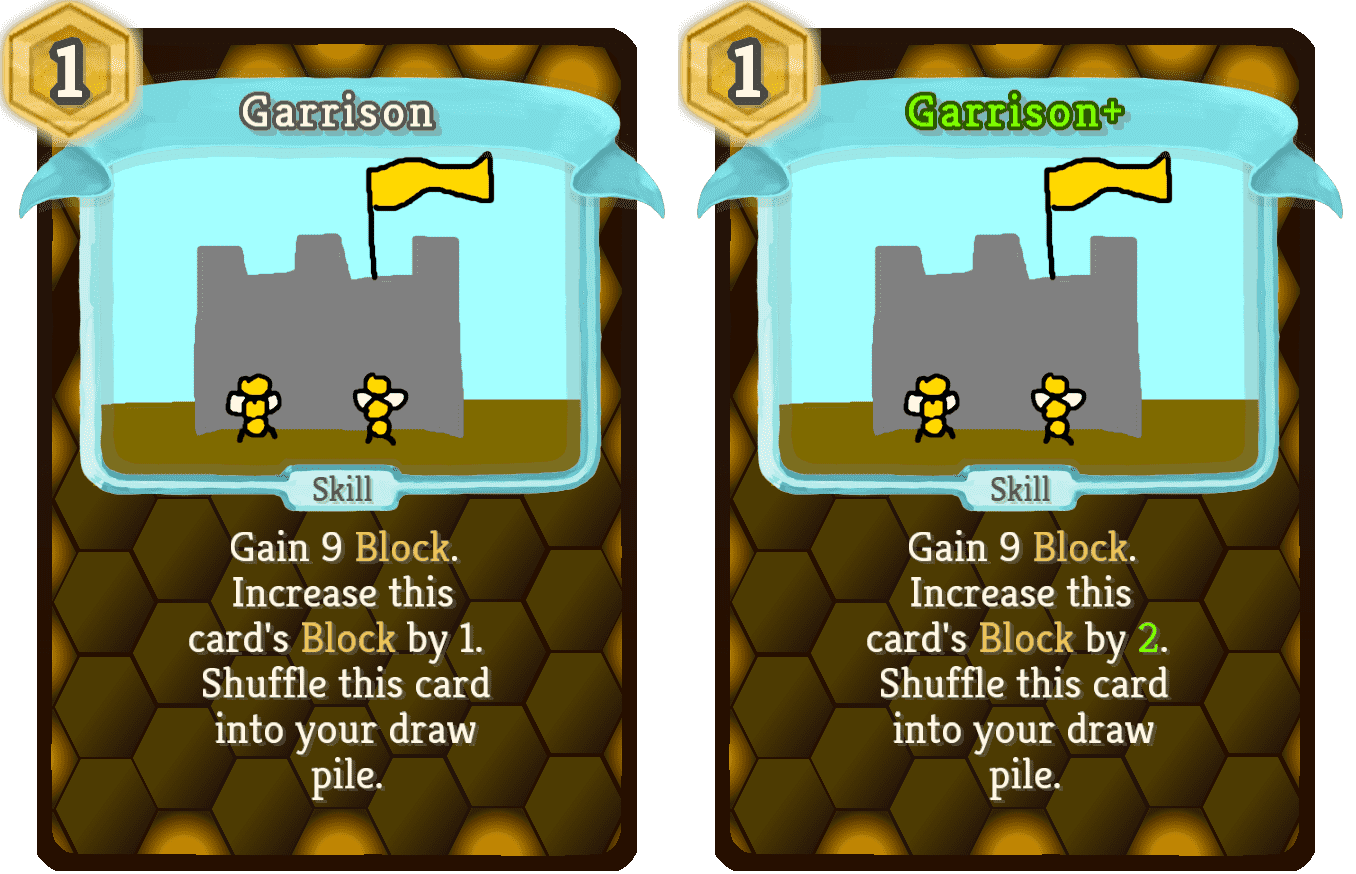 1
Garrison
Skill
Gain 9 Block.
Increase this
card's Block by 1.
Shuffle this card
into your draw
pile.
1
Garrison+
Skill
Gain 9 Block.
Increase this
card's Block by 2.
Shuffle this card
into your draw
pile.